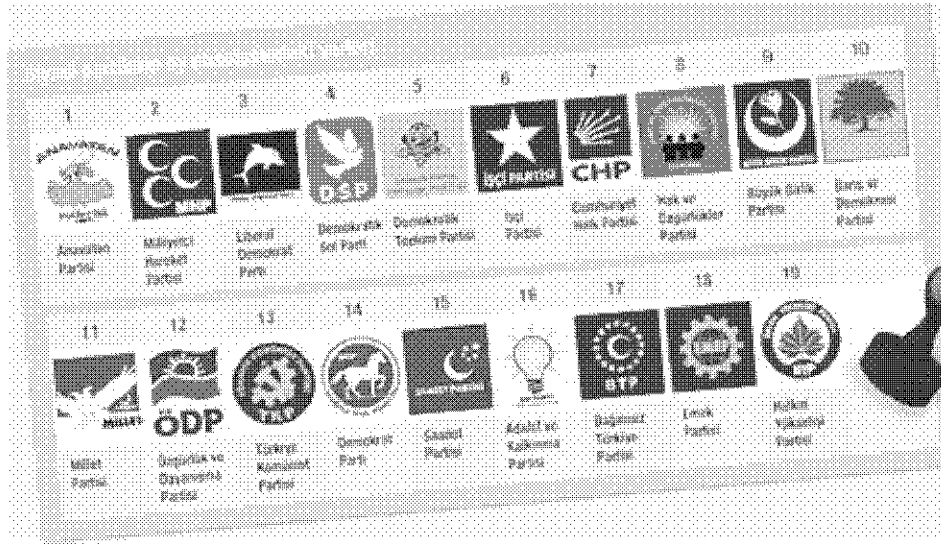 1 2 3 4 5 6 7 8 9 10
ANAVATAN
MHP
DSP
İŞÇİ PARTİSİ
CHP
Anavatan
Partisi
Milliyetçi
Hareket
Partisi
Liberal
Demokrat
Parti
Demokratik
Sol Parti
Demokratik
Toplum Partisi
İşçi
Partisi
Cumhuriyet
Halk Partisi
Hak ve
Özgürlükler
Partisi
Büyük Birlik
Partisi
Barış ve
Demokrasi
Partisi
11 12 13 14 15 16 17 18 19
MİLLET
ÖDP
TKP
BTP
Millet
Partisi
Özgürlük ve
Dayanışma
Partisi
Türkiye
Komünist
Partisi
Demokrat
Parti
Saadet
Partisi
Adalet ve
Kalkınma
Partisi
Bağımsız
Türkiye
Partisi
Emek
Partisi
Halkın
Yükselişi
Partisi